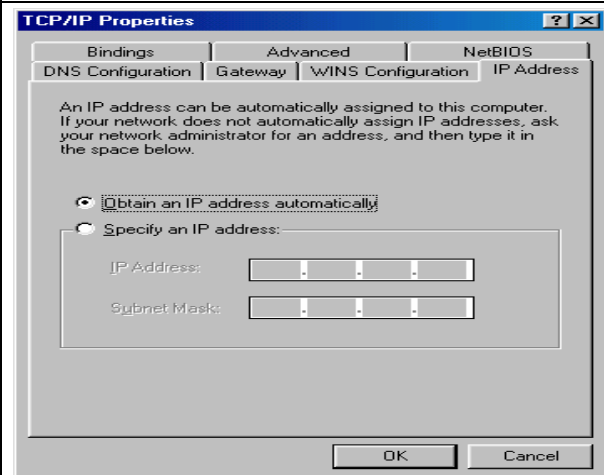 TCP/IP Properties
Bindings Advanced NetBIOS
DNS Configuration Gateway WINS Configuration IP Address
An IP address can be automatically assigned to this computer.
If your network does not automatically assign IP addresses, ask
your network administrator for an address, and then type it in
the space below.
Obtain an IP address automatically
Specify an IP address:
IP Address:
Subnet Mask:
OK Cancel